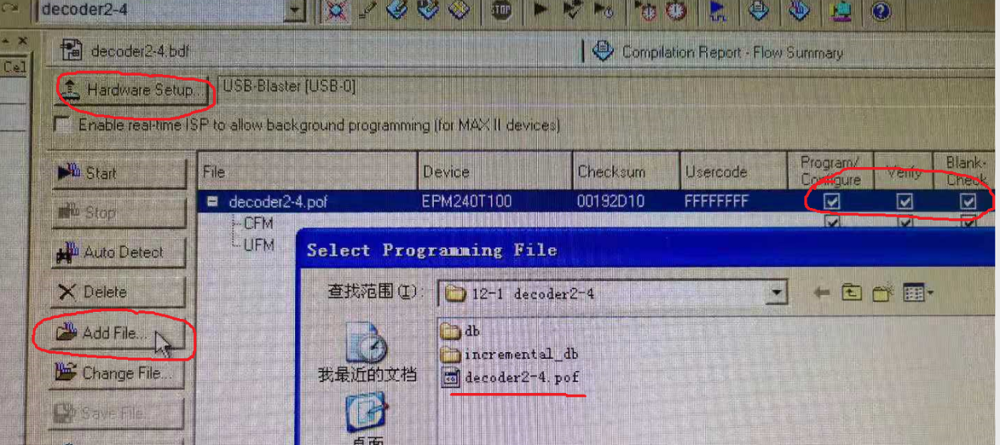 decoder2-4
STOP
Cel
decoder2-4.bdf
Compilation Report - Flow Summary
Hardware Setup...
USB-Blaster [USB-0]
Enable real-time ISP to allow background programming (for MAX II devices)
Start
File
Device
Checksum
Usercode
Program/
Configure
Verify
Blank-
Check
decoder2-4.pof
EPM240T100
00192D10
FFFFFFFF
Stop
CFM
UFM
Auto Detect
Select Programming File
Delete
查找范围(I):
12-1 decoder2-4
Add File...
db
incremental_db
我最近的文档
decoder2-4.pof
Change File...
Save File...
桌面